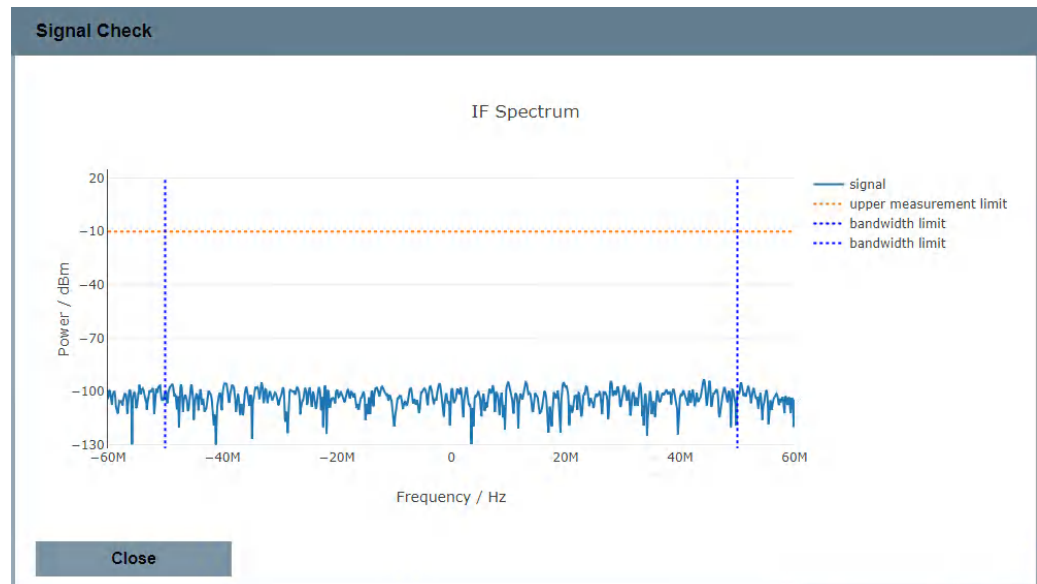 Signal Check
IF Spectrum
20
−10
−40
−70
−100
−130
Power / dBm
−60M −40M −20M 0 20M 40M 60M
Frequency / Hz
signal
upper measurement limit
bandwidth limit
bandwidth limit
Close